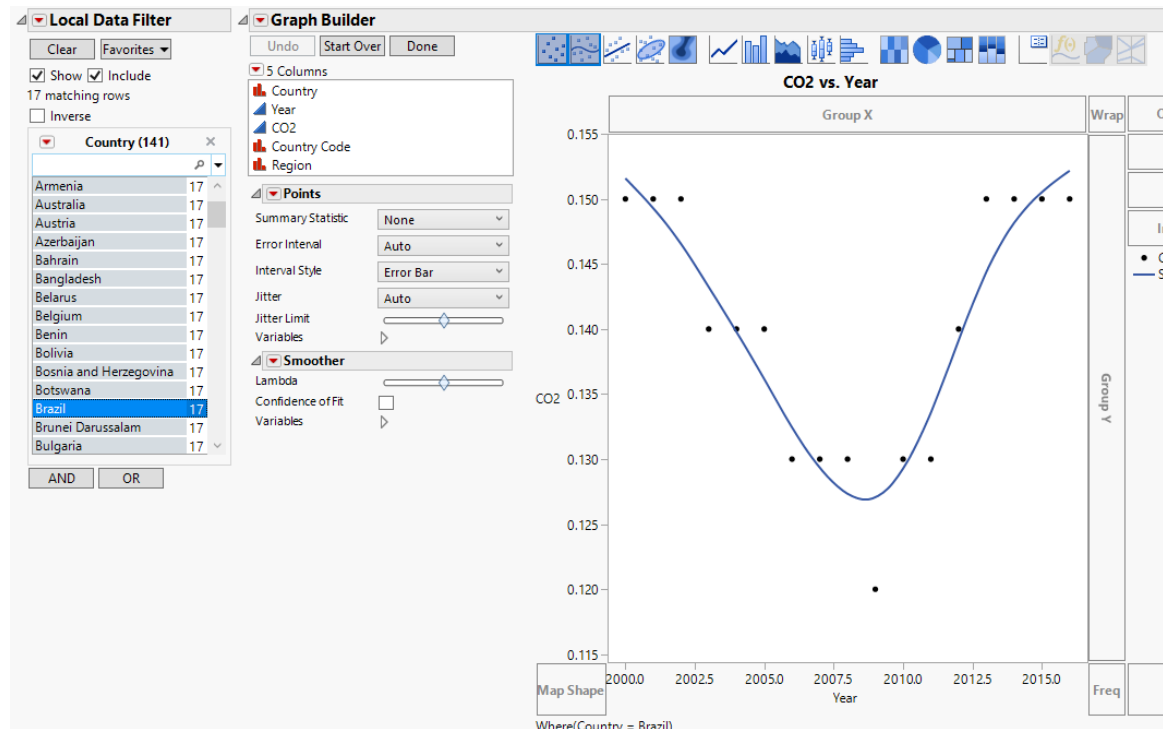 Local Data Filter
Clear Favorites
Show Include
17 matching rows
Inverse
Country (141)
Armenia 17
Australia 17
Austria 17
Azerbaijan 17
Bahrain 17
Bangladesh 17
Belarus 17
Belgium 17
Benin 17
Bolivia 17
Bosnia and Herzegovina 17
Botswana 17
Brazil 17
Brunei Darussalam 17
Bulgaria 17
AND OR
Graph Builder
Undo Start Over Done
5 Columns
Country
Year
CO2
Country Code
Region
Points
Summary Statistic None
Error Interval Auto
Interval Style Error Bar
Jitter Auto
Jitter Limit
Variables
Smoother
Lambda
Confidence of Fit
Variables
CO2 vs. Year
Group X Wrap
0.155
0.150
0.145
0.140
0.135
0.130
0.125
0.120
0.115
CO2
Group Y
Map Shape
2000.0 2002.5 2005.0 2007.5 2010.0 2012.5 2015.0
Year
Freq
Where(Country = Brazil)